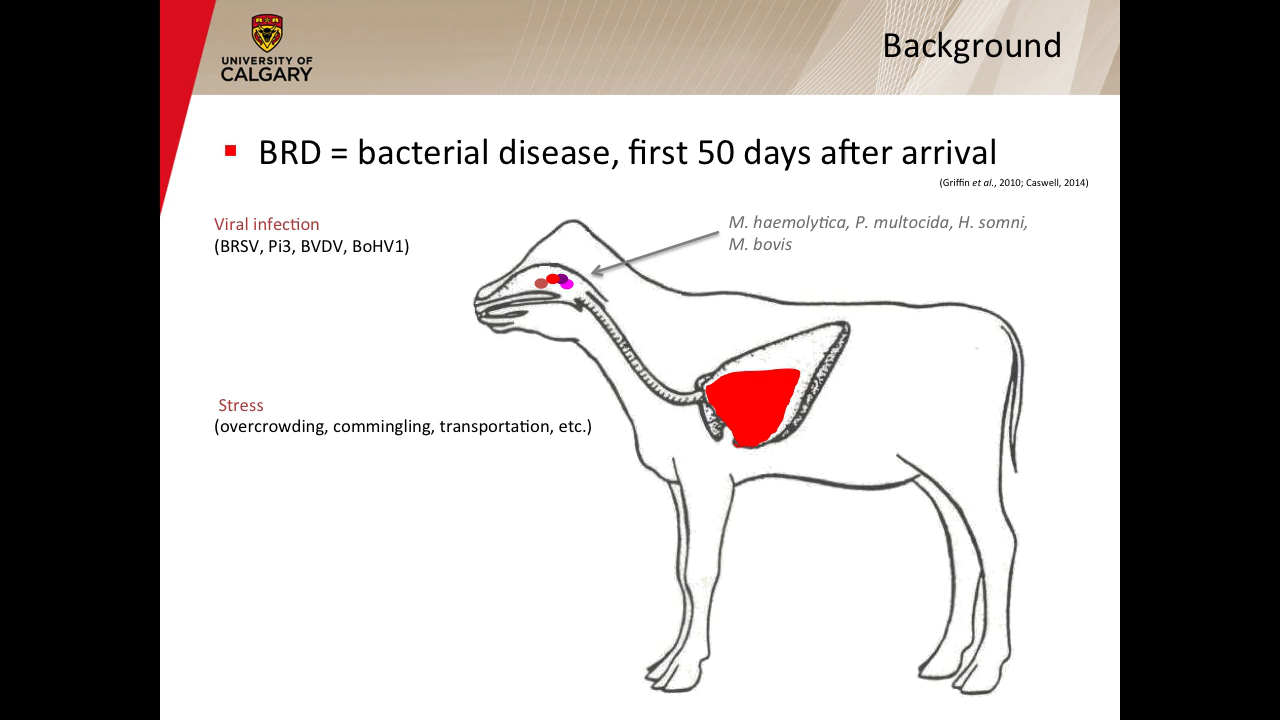 UNIVERSITY OF
CALGARY
Background
BRD = bacterial disease, first 50 days after arrival
(Griffin et al., 2010; Caswell, 2014)
Viral infection
(BRSV, Pi3, BVDV, BoHV1)
M. haemolytica, P. multocida, H. somni,
M. bovis
Stress
(overcrowding, commingling, transportation, etc.)